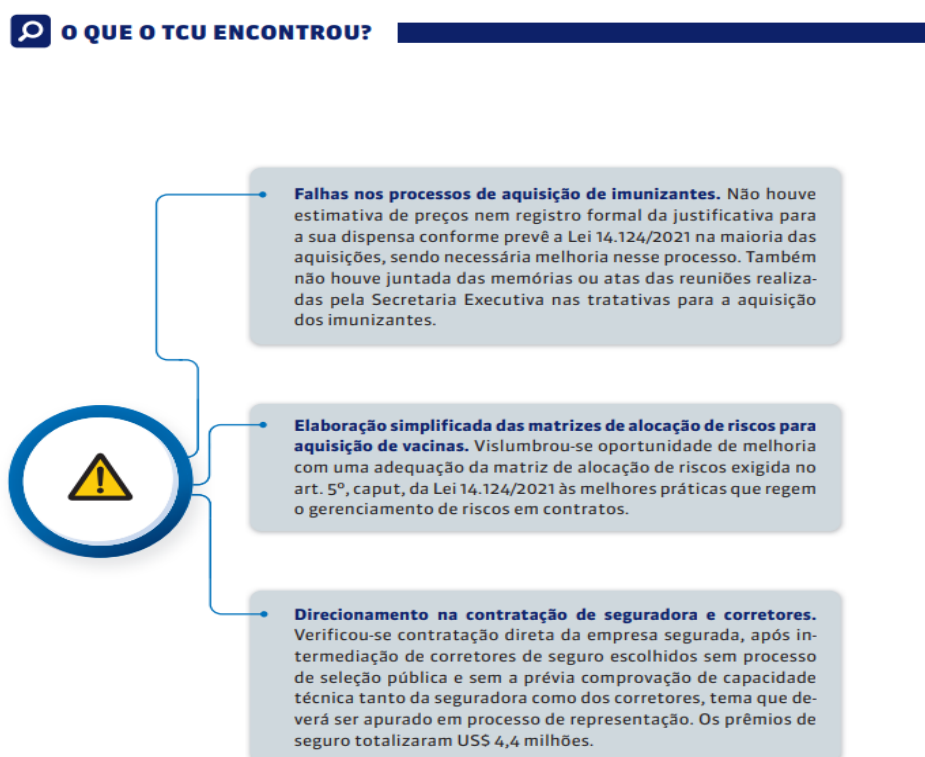 O QUE O TCU ENCONTROU?
Falhas nos processos de aquisição de imunizantes. Não houve
estimativa de preços nem registro formal da justificativa para
a sua dispensa conforme prevê a Lei 14.124/2021 na maioria das
aquisições, sendo necessária melhoria nesse processo. Também
não houve juntada das memórias ou atas das reuniões realiza-
das pela Secretaria Executiva nas tratativas para a aquisição
dos imunizantes.
Elaboração simplificada das matrizes de alocação de riscos para
aquisição de vacinas. Vislumbrou-se oportunidade de melhoria
com uma adequação da matriz de alocação de riscos exigida no
art. 5º, caput, da Lei 14.124/2021 às melhores práticas que regem
o gerenciamento de riscos em contratos.
Direcionamento na contratação de seguradora e corretores.
Verificou-se contratação direta da empresa segurada, após in-
termediação de corretores de seguro escolhidos sem processo
de seleção pública e sem a prévia comprovação de capacidade
técnica tanto da seguradora como dos corretores, tema que de-
verá ser apurado em processo de representação. Os prêmios de
seguro totalizaram US$ 4,4 milhões.